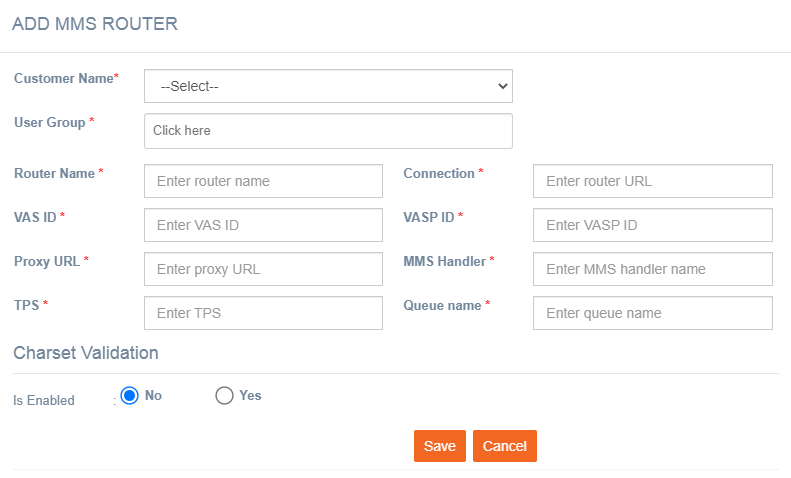 ADD MMS ROUTER
Customer Name*
--Select--
User Group *
Click here
Router Name * Enter router name Connection * Enter router URL
VAS ID * Enter VAS ID VASP ID * Enter VASP ID
Proxy URL * Enter proxy URL MMS Handler * Enter MMS handler name
TPS * Enter TPS Queue name * Enter queue name
Charset Validation
Is Enabled : No Yes
Save Cancel